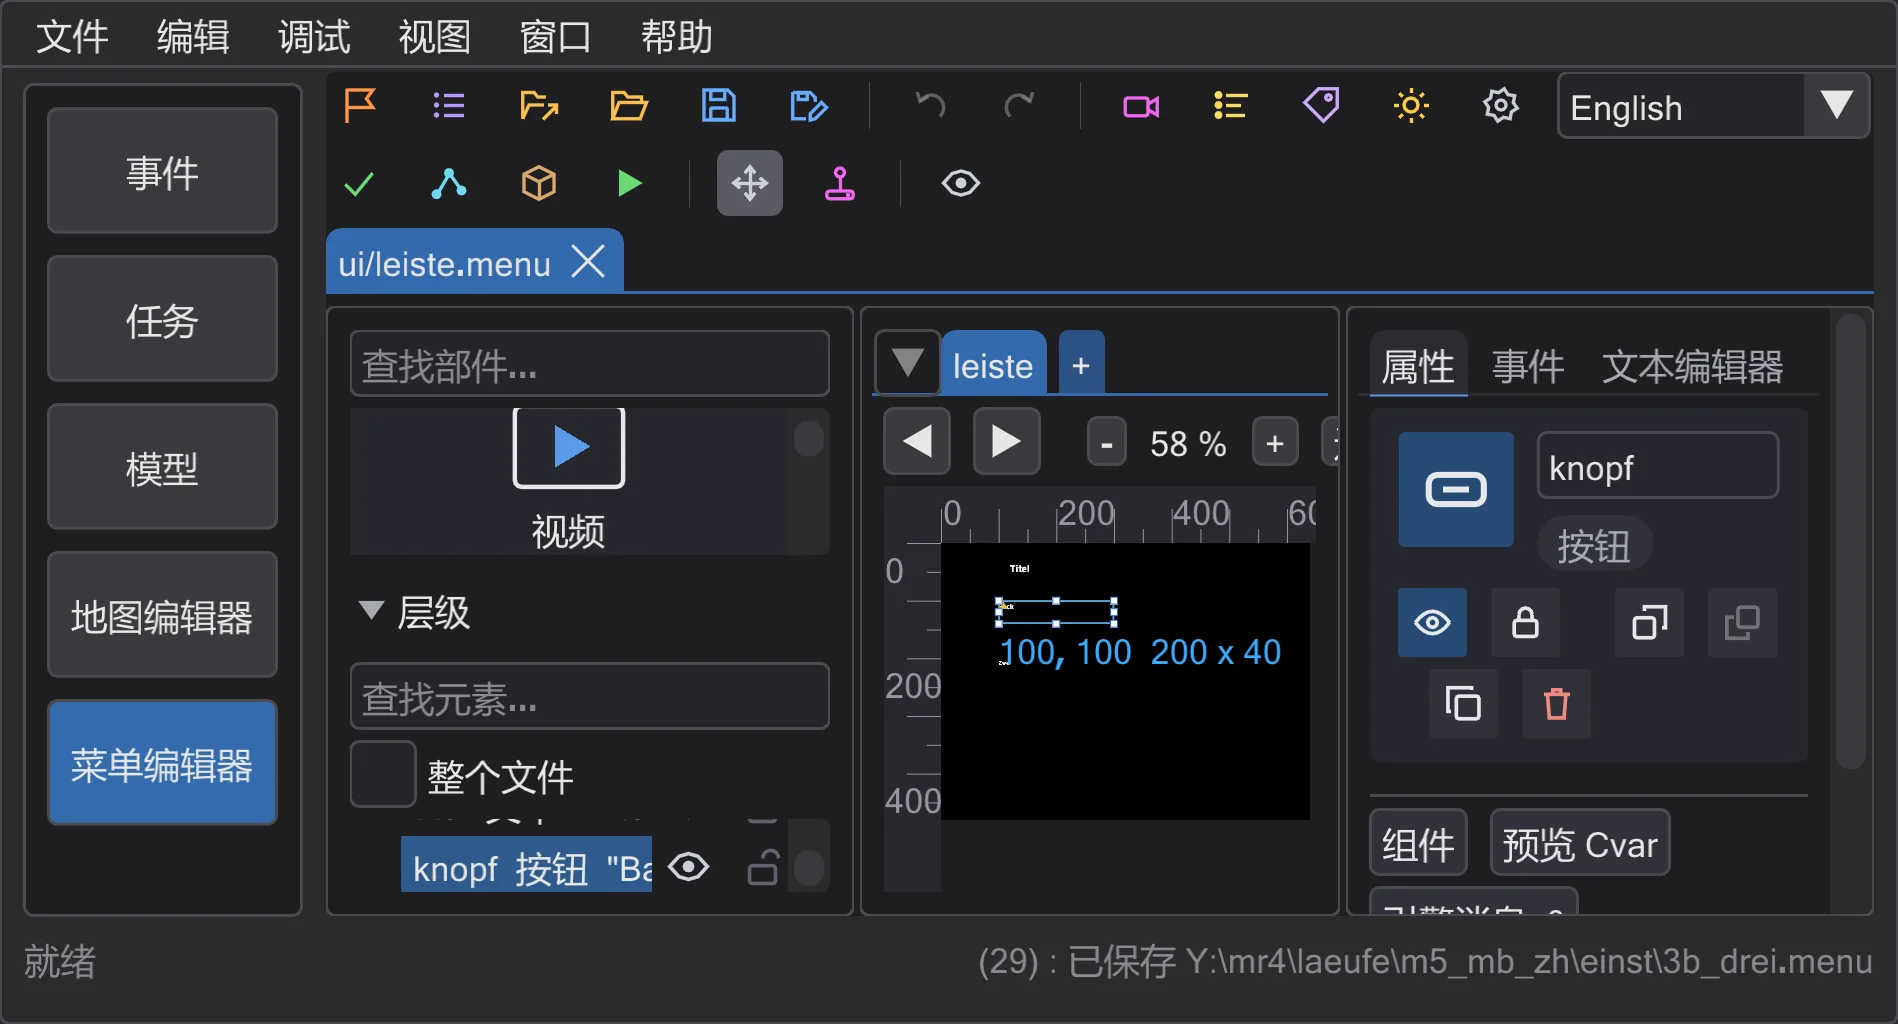 文件 编辑 调试 视图 窗口 帮助
English
事件
任务
模型
地图编辑器
菜单编辑器
ui/leiste.menu
查找部件...
视频
层级
查找元素...
整个文件
knopf 按钮 "Ba
leiste +
- 58 % +
0 200 400
0
200
400
Titel
100, 100 200 x 40
属性 事件 文本编辑器
knopf
按钮
组件 预览 Cvar
就绪
(29) : 已保存 Y:\mr4\laeufe\m5_mb_zh\einst\3b_drei.menu